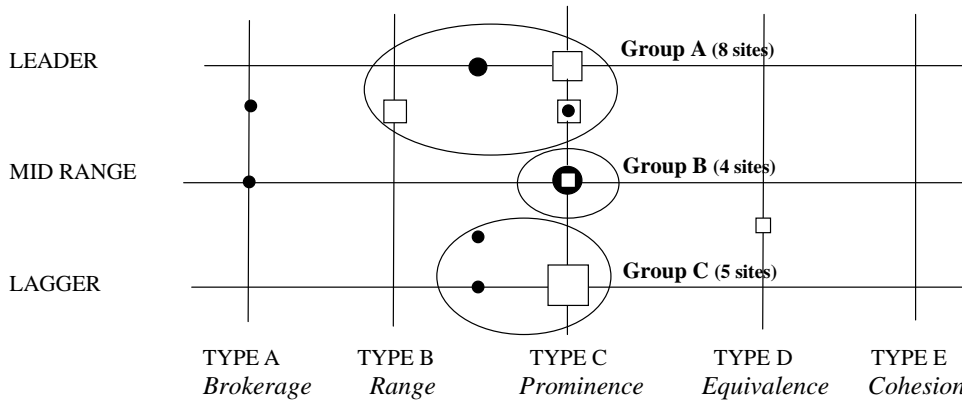 LEADER
Group A (8 sites)
MID RANGE
Group B (4 sites)
LAGGER
Group C (5 sites)
TYPE A TYPE B TYPE C TYPE D TYPE E
Brokerage Range Prominence Equivalence Cohesion